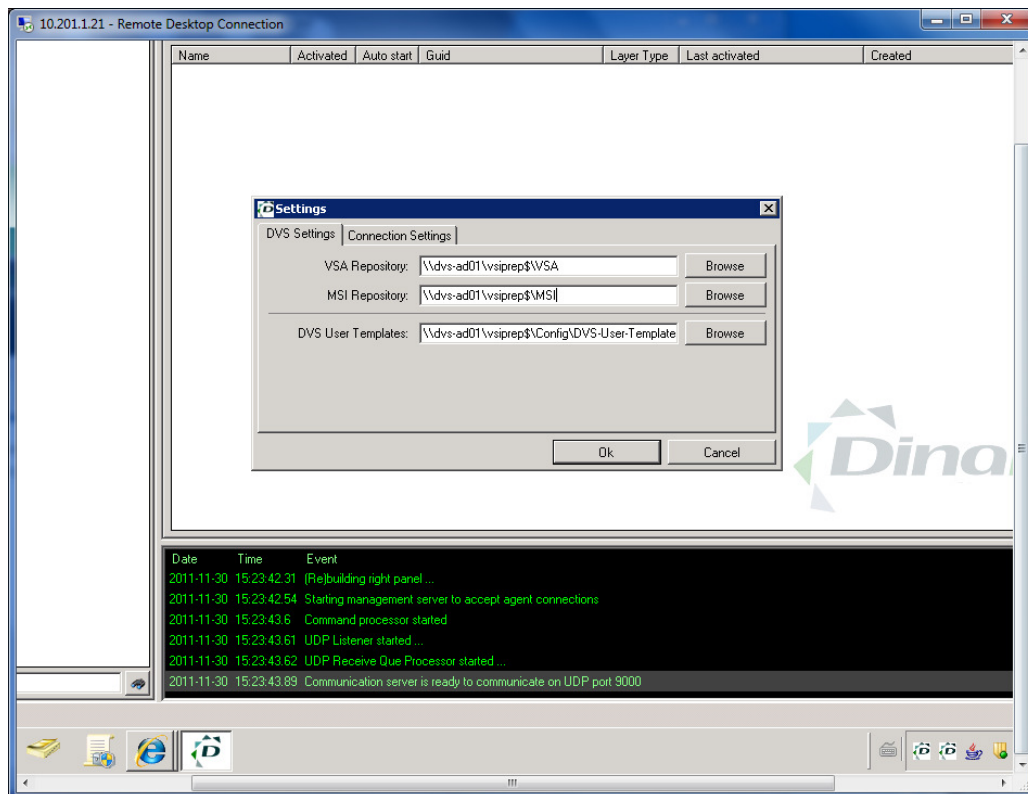 10.201.1.21 - Remote Desktop Connection
Name Activated Auto start Guid Layer Type Last activated Created
Settings
DVS Settings Connection Settings
VSA Repository: \\dvs-ad01\vsiprep$\VSA Browse
MSI Repository: \\dvs-ad01\vsiprep$\MSI Browse
DVS User Templates: \\dvs-ad01\vsiprep$\Config\DVS-User-Template Browse
Ok Cancel
Dina
Date Time Event
2011-11-30 15:23:42.31 (Re)building right panel ...
2011-11-30 15:23:42.54 Starting management server to accept agent connections
2011-11-30 15:23:43.6 Command processor started
2011-11-30 15:23:43.61 UDP Listener started ...
2011-11-30 15:23:43.62 UDP Receive Que Processor started ...
2011-11-30 15:23:43.89 Communication server is ready to communicate on UDP port 9000